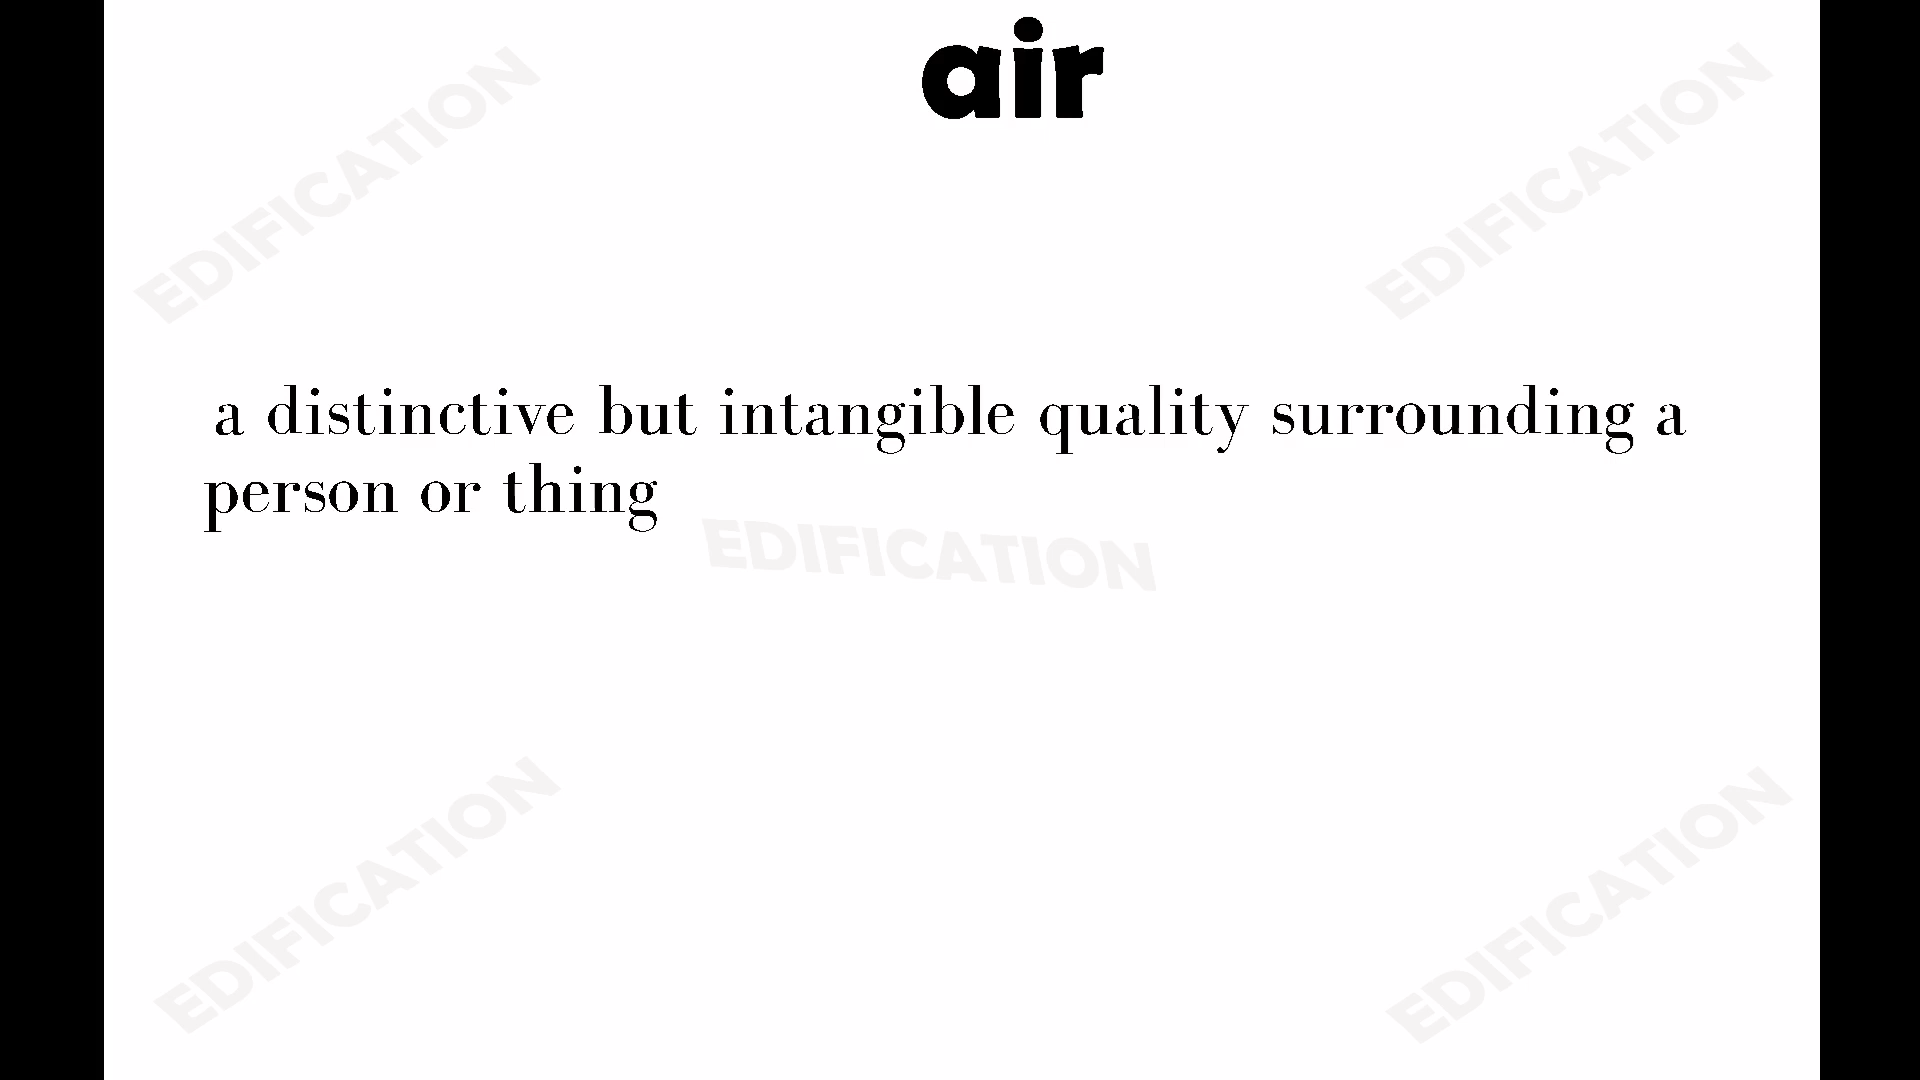 air
EDIFICATION
EDIFICATION
a distinctive but intangible quality surrounding a
person or thing
EDIFICATION
EDIFICATION
EDIFICATION